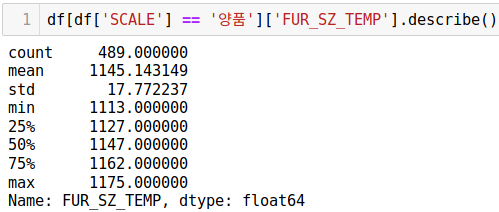 1 df[df['SCALE'] == '양품']['FUR_SZ_TEMP'].describe()
count 489.000000
mean 1145.143149
std 17.772237
min 1113.000000
25% 1127.000000
50% 1147.000000
75% 1162.000000
max 1175.000000
Name: FUR_SZ_TEMP, dtype: float64